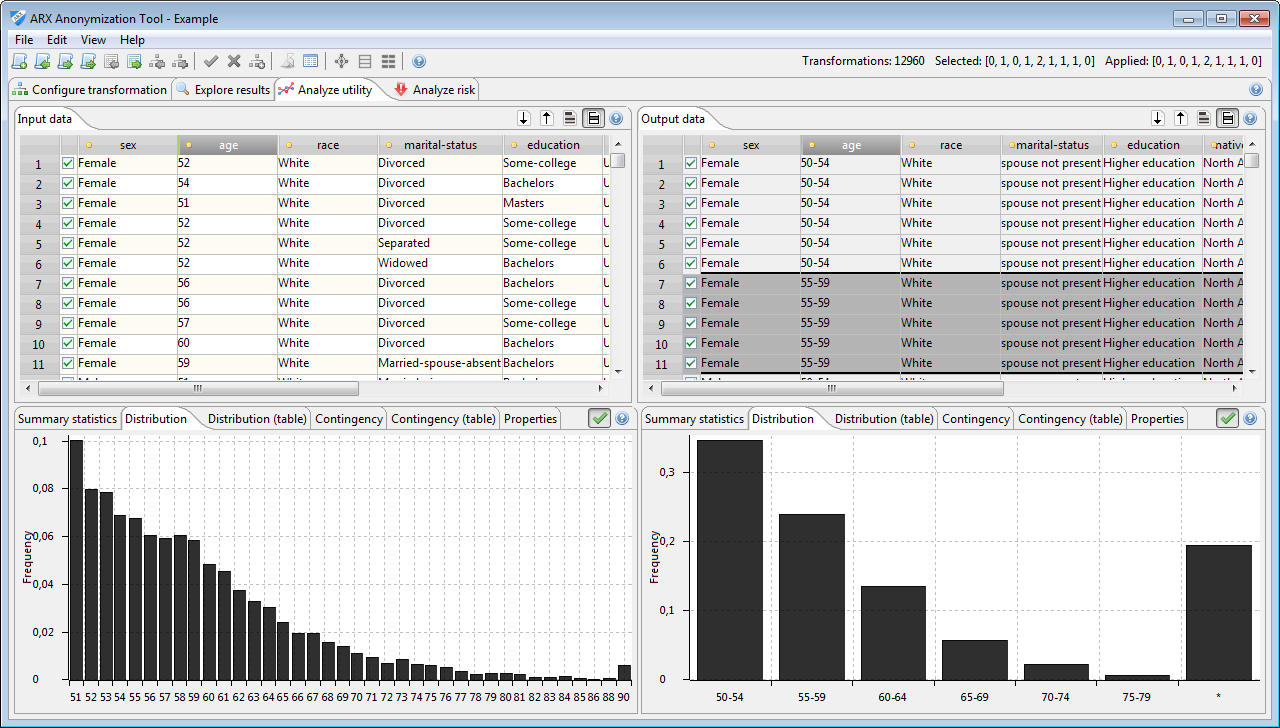 ARX Anonymization Tool - Example
File Edit View Help
Transformations: 12960 Selected: [0, 1, 0, 1, 2, 1, 1, 1, 0] Applied: [0, 1, 0, 1, 2, 1, 1, 1, 0]
Configure transformation Explore results Analyze utility Analyze risk
Input data
sex age race marital-status education
1 Female 52 White Divorced Some-college U
2 Female 54 White Divorced Bachelors U
3 Female 51 White Divorced Masters U
4 Female 52 White Divorced Some-college U
5 Female 52 White Separated Some-college U
6 Female 52 White Widowed Bachelors U
7 Female 56 White Divorced Bachelors U
8 Female 56 White Divorced Some-college U
9 Female 57 White Divorced Some-college U
10 Female 60 White Divorced Bachelors U
11 Female 59 White Married-spouse-absent Bachelors U
Output data
sex age race marital-status education native
1 Female 50-54 White spouse not present Higher education North A
2 Female 50-54 White spouse not present Higher education North A
3 Female 50-54 White spouse not present Higher education North A
4 Female 50-54 White spouse not present Higher education North A
5 Female 50-54 White spouse not present Higher education North A
6 Female 50-54 White spouse not present Higher education North A
7 Female 55-59 White spouse not present Higher education North A
8 Female 55-59 White spouse not present Higher education North A
9 Female 55-59 White spouse not present Higher education North A
10 Female 55-59 White spouse not present Higher education North A
11 Female 55-59 White spouse not present Higher education North A
Summary statistics Distribution Distribution (table) Contingency Contingency (table) Properties
Frequency
0,1
0,08
0,06
0,04
0,02
0
51 52 53 54 55 56 57 58 59 60 61 62 63 64 65 66 67 68 69 70 71 72 73 74 75 76 77 78 79 80 81 82 83 84 85 86 88 90
Summary statistics Distribution Distribution (table) Contingency Contingency (table) Properties
Frequency
0,3
0,2
0,1
0
50-54 55-59 60-64 65-69 70-74 75-79 *